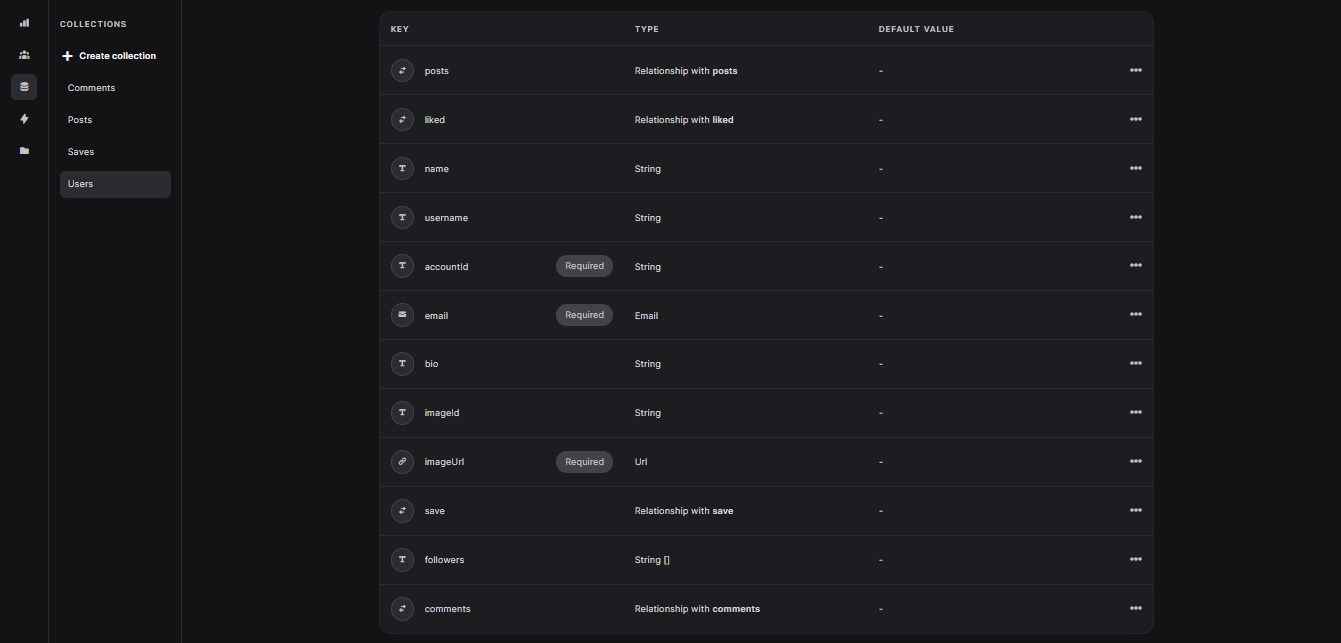 COLLECTIONS
Create collection
Comments
Posts
Saves
Users
KEY TYPE DEFAULT VALUE
posts Relationship with posts -
liked Relationship with liked -
name String -
username String -
accountId Required String -
email Required Email -
bio String -
imageId String -
imageUrl Required Url -
save Relationship with save -
followers String [] -
comments Relationship with comments -